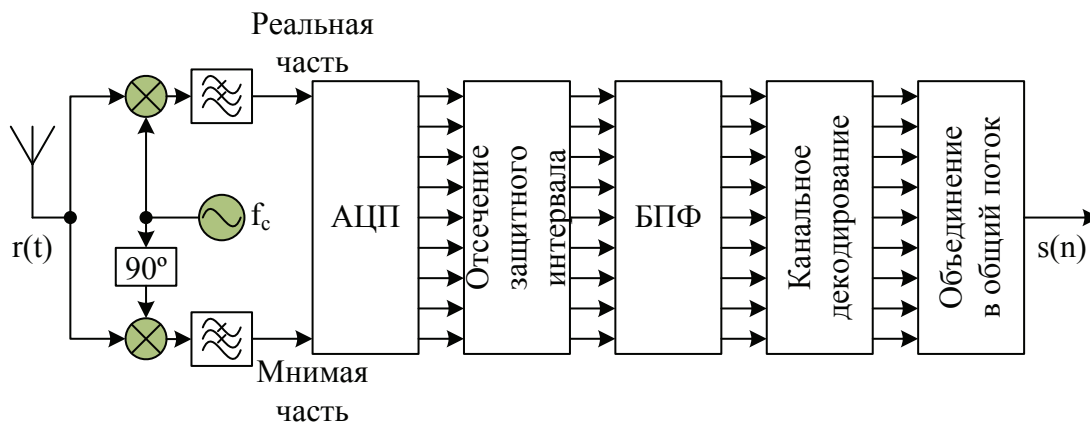 Реальная
часть
r(t)
f_c
90º
Мнимая
часть
АЦП
Отсечение
защитного
интервала
БПФ
Канальное
декодирование
Объединение
в общий поток
s(n)